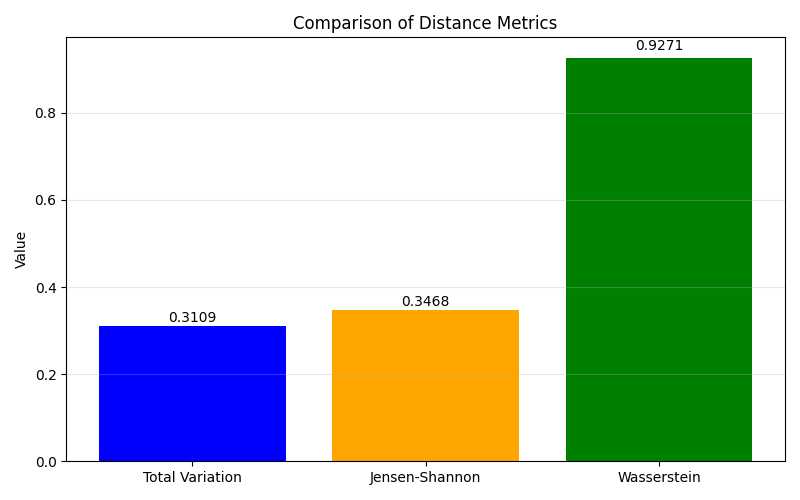 Comparison of Distance Metrics
0.9271
0.8
0.6
Value
0.4
0.3468
0.3109
0.2
0.0
Total Variation
Jensen-Shannon
Wasserstein